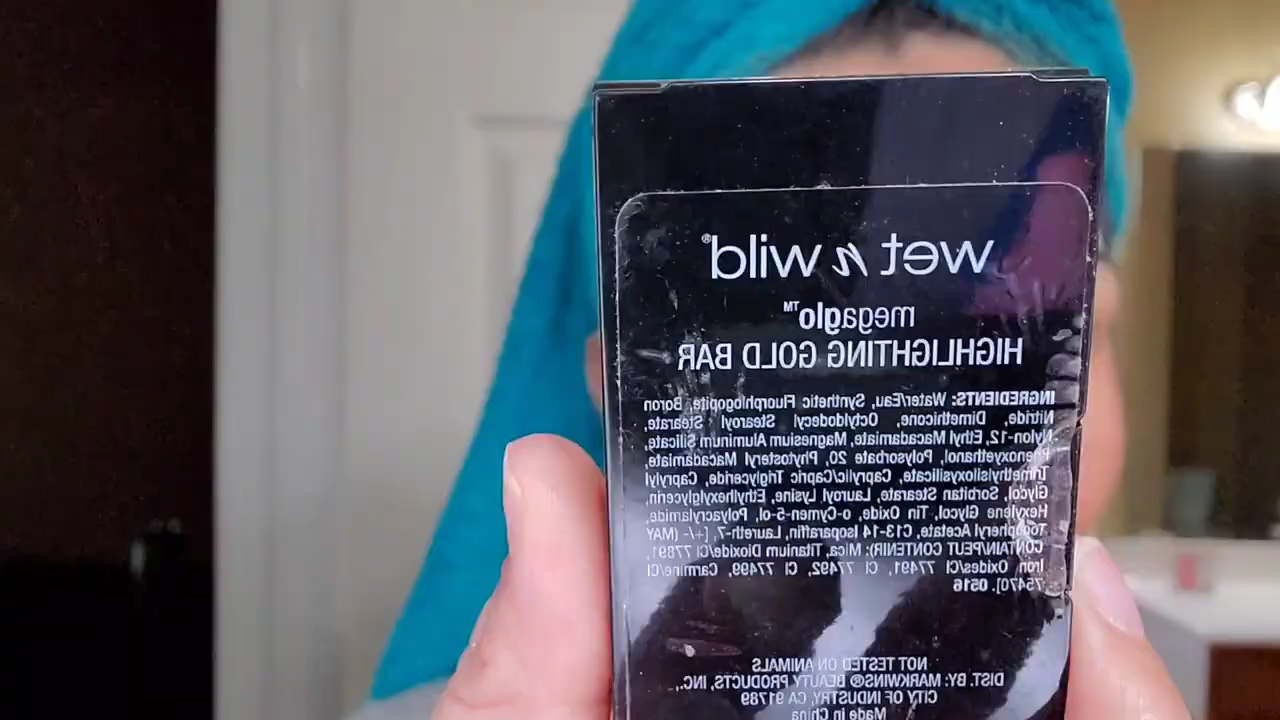 wet n wild®
megaglo™
HIGHLIGHTING GOLD BAR
INGREDIENTS: Water/Eau, Synthetic Fluorphlogopite, Boron
Nitride, Dimethicone, Octyldodecyl Stearoyl Stearate,
Nylon-12, Ethyl Macadamiate, Magnesium Aluminum Silicate,
Phenoxyethanol, Polysorbate 20, Phytosteryl Macadamiate,
Trimethylsiloxysilicate, Caprylic/Capric Triglyceride, Caprylyl
Glycol, Sorbitan Stearate, Lauroyl Lysine, Ethylhexylglycerin,
Hexylene Glycol, Tin Oxide, o-Cymen-5-ol, Polyacrylamide,
Tocopheryl Acetate, C13-14 Isoparaffin, Laureth-7, [+/- (MAY
CONTAIN/PEUT CONTENIR): Mica, Titanium Dioxide/CI 77891,
Iron Oxides/CI 77491, CI 77492, CI 77499, Carmine/CI
75470]. 0516
NOT TESTED ON ANIMALS
DIST. BY: MARKWINS® BEAUTY PRODUCTS, INC.,
CITY OF INDUSTRY, CA 91789
Made in China